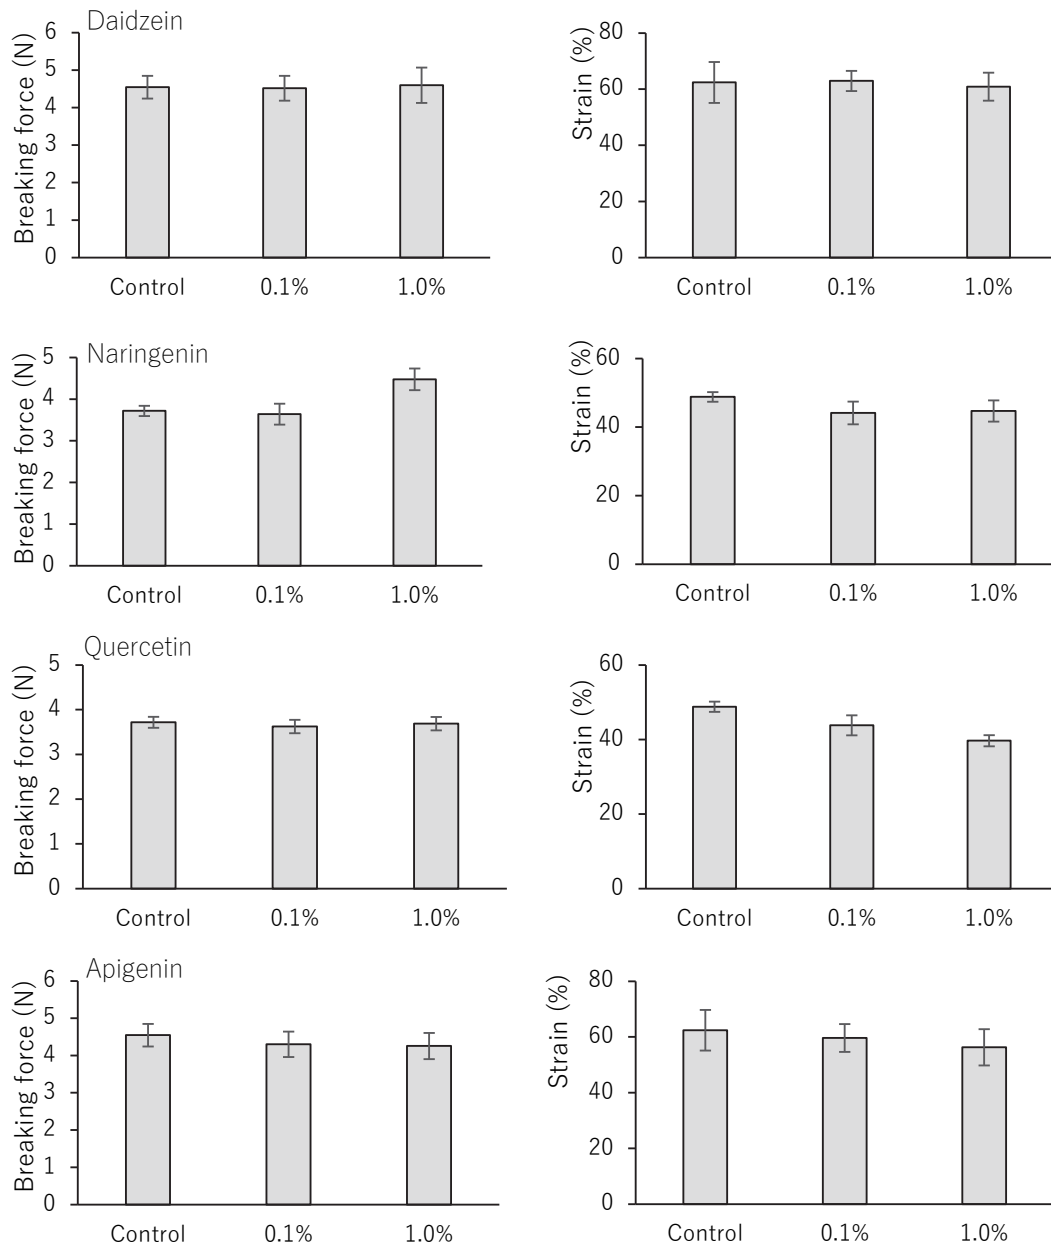 Daidzein
Breaking force (N)
6
5
4
3
2
1
0
Control 0.1% 1.0%
Strain (%)
80
60
40
20
0
Control 0.1% 1.0%
Naringenin
Breaking force (N)
5
4
3
2
1
0
Control 0.1% 1.0%
Strain (%)
60
40
20
0
Control 0.1% 1.0%
Quercetin
Breaking force (N)
5
4
3
2
1
0
Control 0.1% 1.0%
Strain (%)
60
40
20
0
Control 0.1% 1.0%
Apigenin
Breaking force (N)
6
5
4
3
2
1
0
Control 0.1% 1.0%
Strain (%)
80
60
40
20
0
Control 0.1% 1.0%